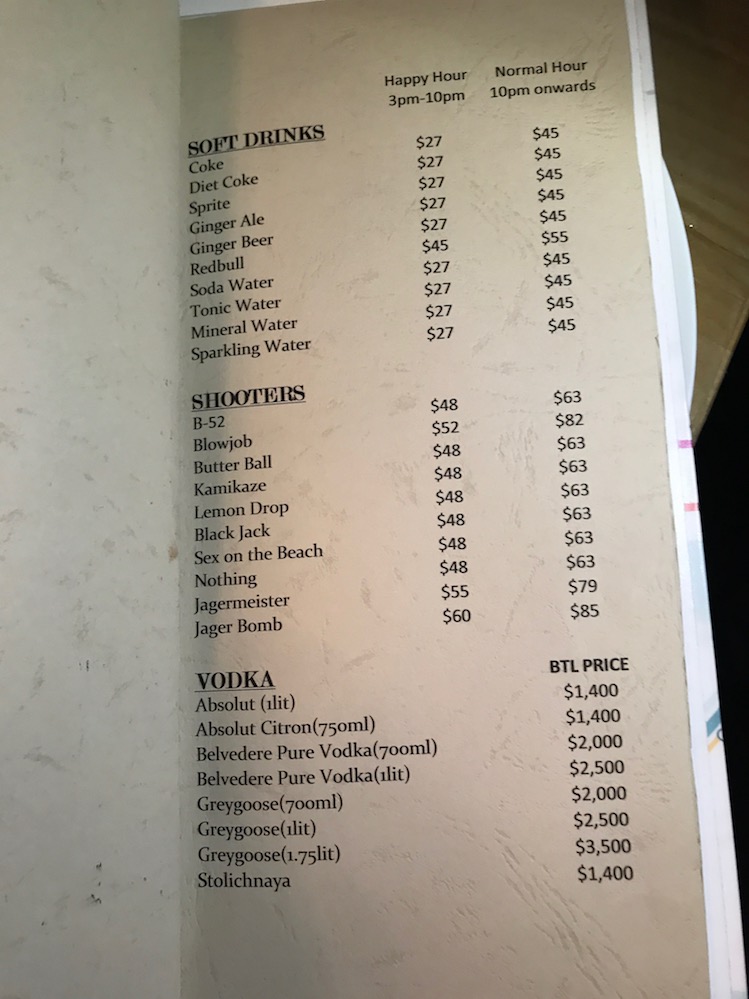 Happy Hour Normal Hour
3pm-10pm 10pm onwards
SOFT DRINKS
Coke $27 $45
Diet Coke $27 $45
Sprite $27 $45
Ginger Ale $27 $45
Ginger Beer $27 $45
Redbull $45 $55
Soda Water $27 $45
Tonic Water $27 $45
Mineral Water $27 $45
Sparkling Water $27 $45
SHOOTERS
B-52 $48 $63
Blowjob $52 $82
Butter Ball $48 $63
Kamikaze $48 $63
Lemon Drop $48 $63
Black Jack $48 $63
Sex on the Beach $48 $63
Nothing $48 $63
Jagermeister $55 $79
Jager Bomb $60 $85
VODKA BTL PRICE
Absolut (1lit) $1,400
Absolut Citron(750ml) $1,400
Belvedere Pure Vodka(700ml) $2,000
Belvedere Pure Vodka(1lit) $2,500
Greygoose(700ml) $2,000
Greygoose(1lit) $2,500
Greygoose(1.75lit) $3,500
Stolichnaya $1,400